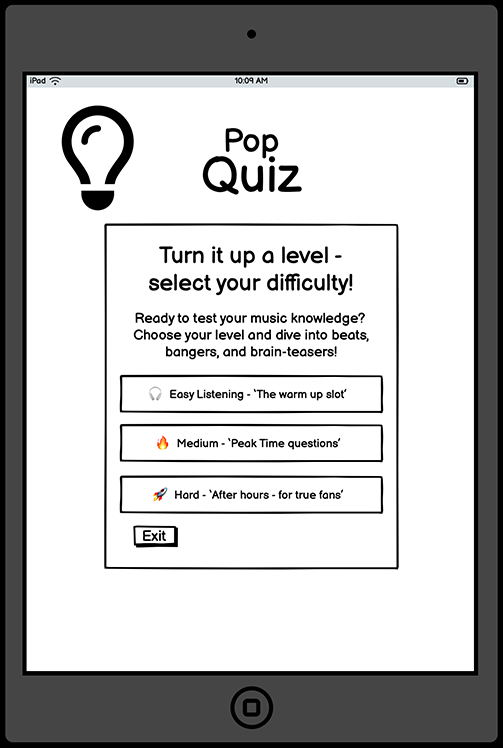 iPad 10:09 AM
Pop
Quiz
Turn it up a level -
select your difficulty!
Ready to test your music knowledge?
Choose your level and dive into beats,
bangers, and brain-teasers!
🎧 Easy Listening - ‘The warm up slot’
🔥 Medium - ‘Peak Time questions’
🚀 Hard - ‘After hours - for true fans’
Exit